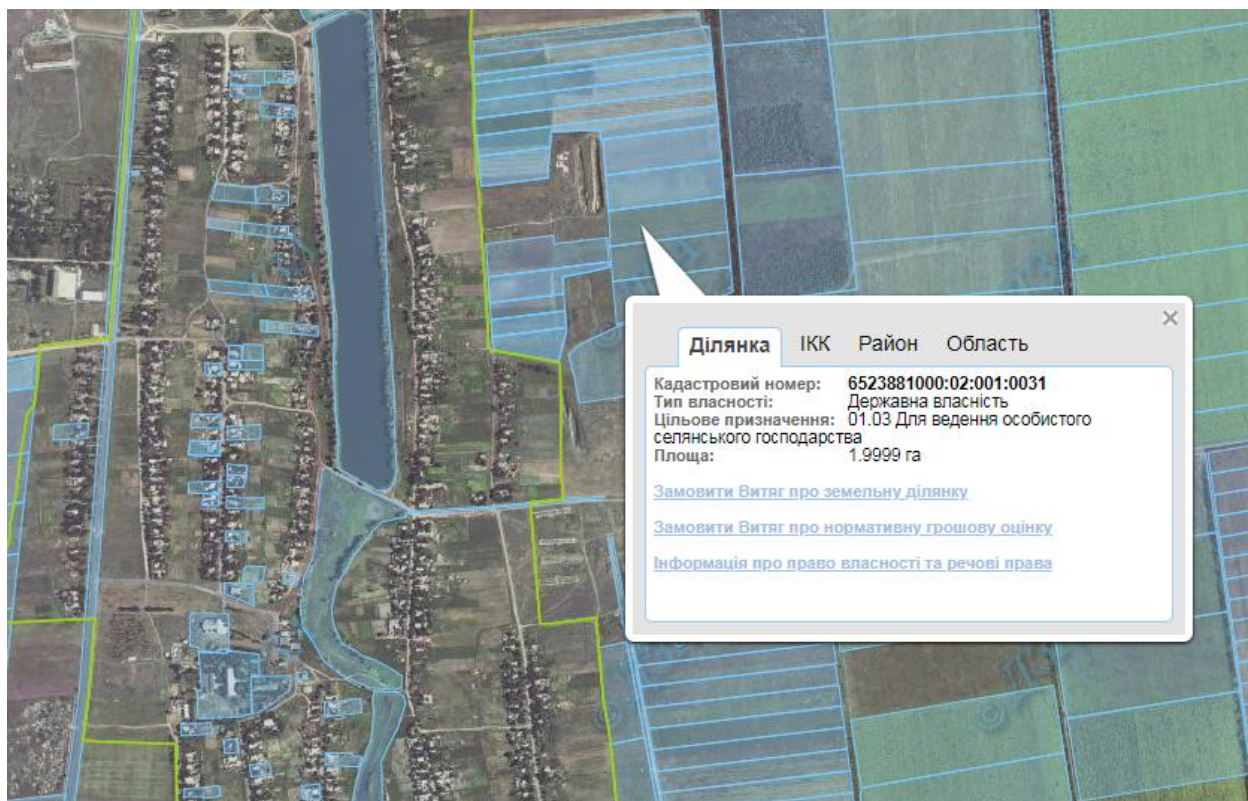 Ділянка ІКК Район Область
Кадастровий номер: 6523881000:02:001:0031
Тип власності: Державна власність
Цільове призначення: 01.03 Для ведення особистого
селянського господарства
Площа: 1.9999 га
Замовити Витяг про земельну ділянку
Замовити Витяг про нормативну грошову оцінку
Інформація про право власності та речові права